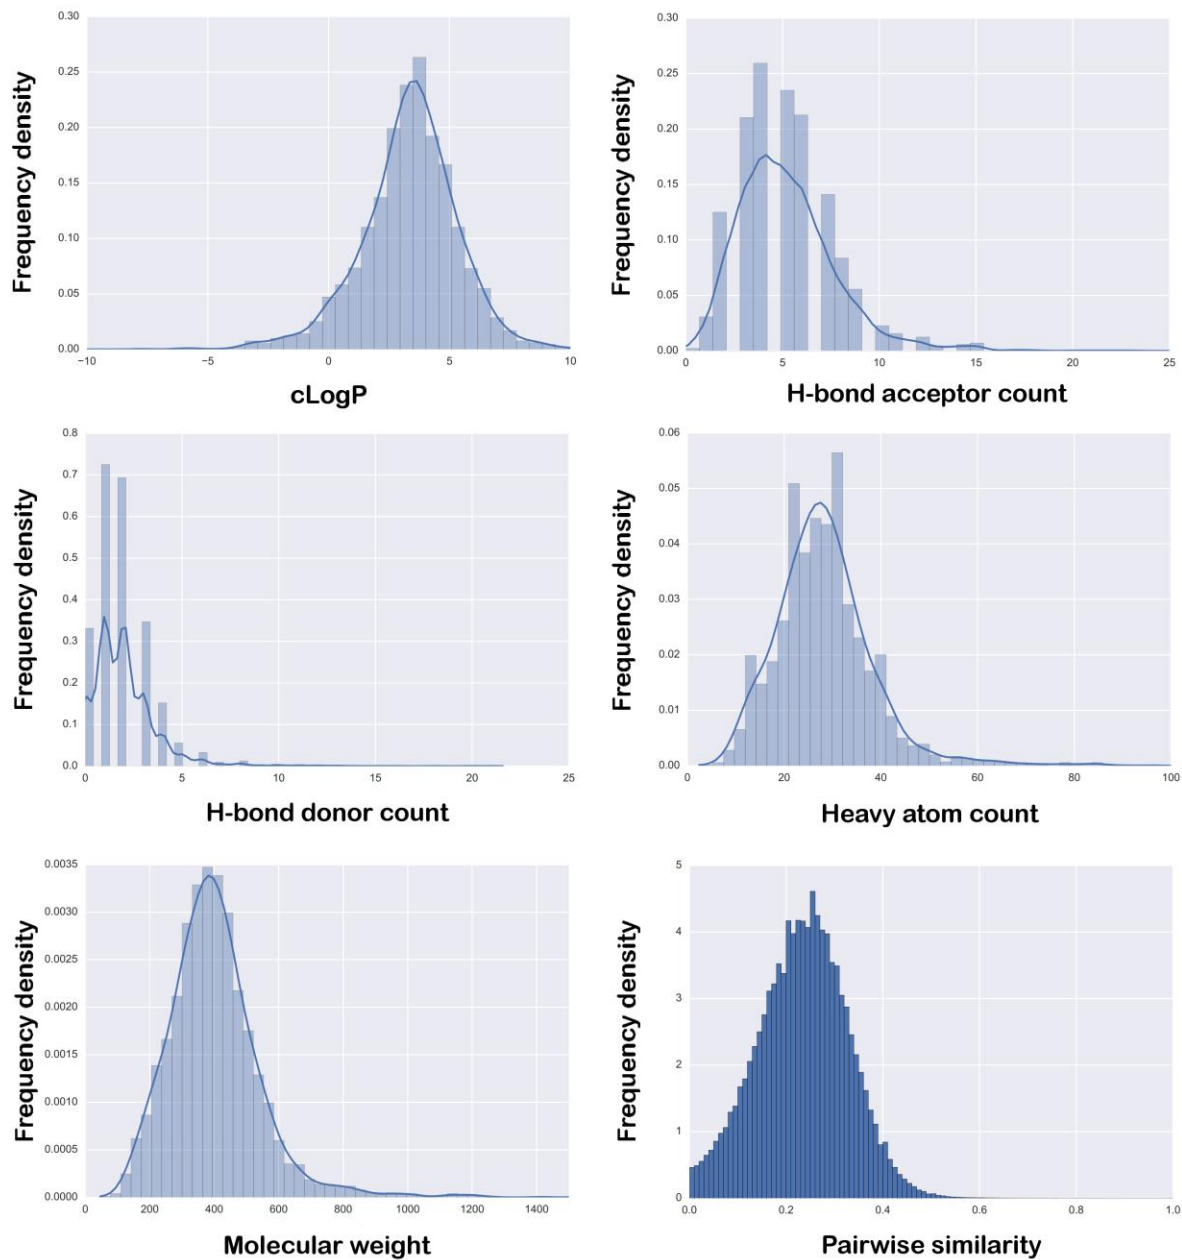 0.30
0.25
0.20
0.15
0.10
0.05
0.00
Frequency density
−10 −5 0 5 10
cLogP
0.30
0.25
0.20
0.15
0.10
0.05
0.00
Frequency density
0 5 10 15 20 25
H-bond acceptor count
0.8
0.7
0.6
0.5
0.4
0.3
0.2
0.1
0.0
Frequency density
0 5 10 15 20 25
H-bond donor count
0.06
0.05
0.04
0.03
0.02
0.01
0.00
Frequency density
0 20 40 60 80 100
Heavy atom count
0.0035
0.0030
0.0025
0.0020
0.0015
0.0010
0.0005
0.0000
Frequency density
0 200 400 600 800 1000 1200 1400
Molecular weight
5
4
3
2
1
0
Frequency density
0.0 0.2 0.4 0.6 0.8 1.0
Pairwise similarity